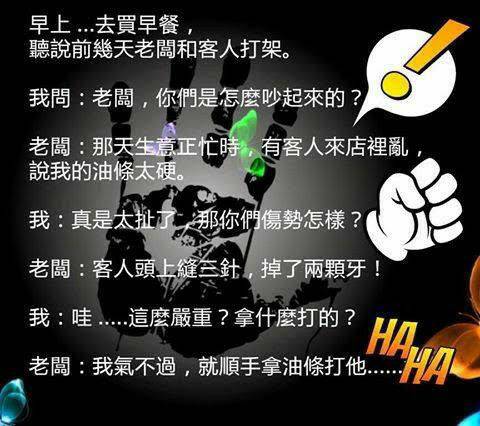 早上 ...去買早餐，
聽說前幾天老闆和客人打架。
我問：老闆，你們是怎麼吵起來的？
老闆：那天生意正忙時，有客人來店裡亂，
說我的油條太硬。
我：真是太扯了，那你們傷勢怎樣？
老闆：客人頭上縫三針，掉了兩顆牙！
我：哇 .....這麼嚴重？拿什麼打的？
老闆：我氣不過，就順手拿油條打他......
HA
HA